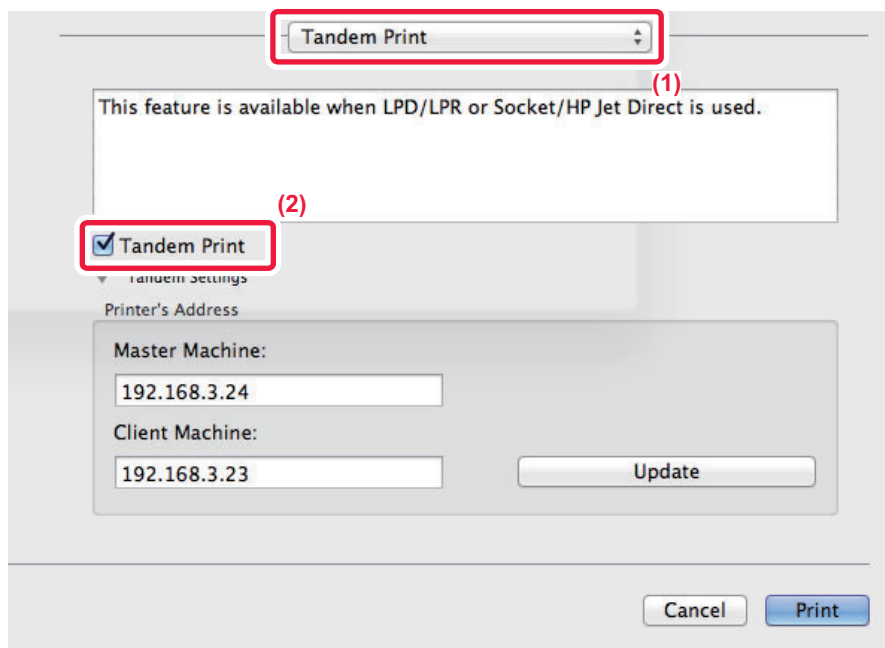 Tandem Print
(1)
This feature is available when LPD/LPR or Socket/HP Jet Direct is used.
(2)
Tandem Print
Tandem Settings
Printer's Address
Master Machine:
192.168.3.24
Client Machine:
192.168.3.23
Update
Cancel
Print